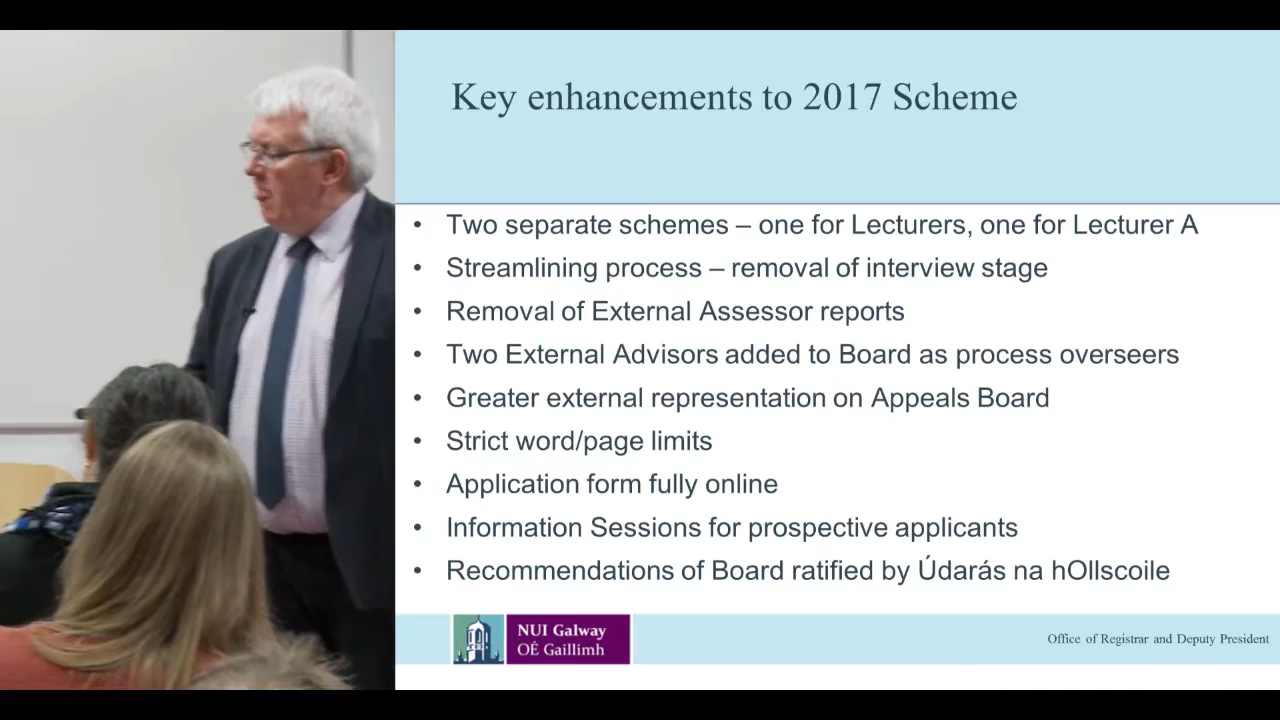 Key enhancements to 2017 Scheme
• Two separate schemes – one for Lecturers, one for Lecturer A
• Streamlining process – removal of interview stage
• Removal of External Assessor reports
• Two External Advisors added to Board as process overseers
• Greater external representation on Appeals Board
• Strict word/page limits
• Application form fully online
• Information Sessions for prospective applicants
• Recommendations of Board ratified by Údarás na hOllscoile
NUI Galway
OÉ Gaillimh
Office of Registrar and Deputy President